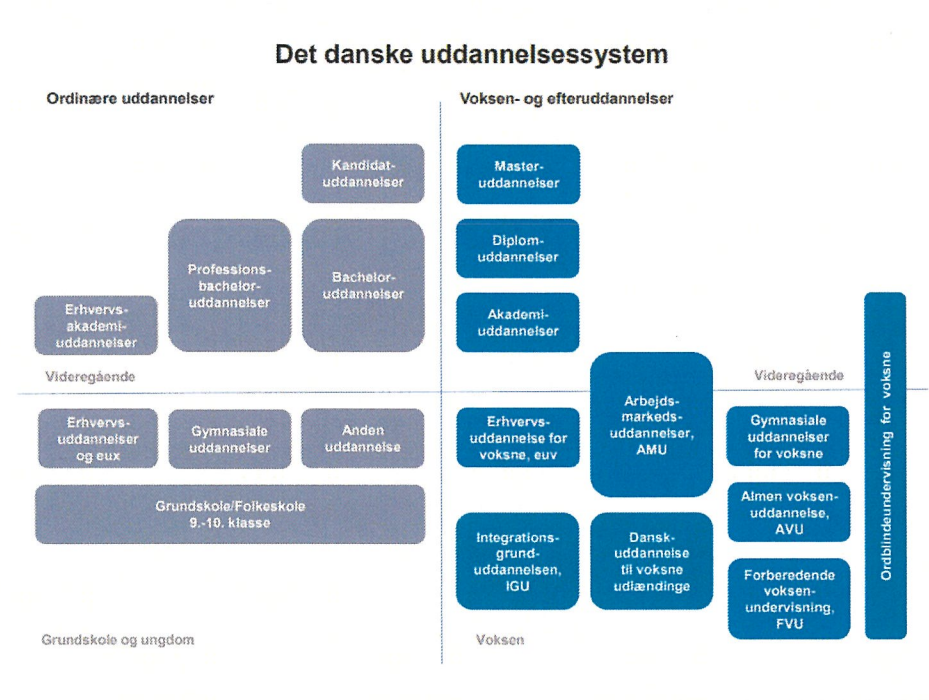 Det danske uddannelsessystem
Ordinære uddannelser
Kandidat-
uddannelser
Professions-
bachelor-
uddannelser
Bachelor-
uddannelser
Erhvervs-
akademi-
uddannelser
Videregående
Erhvervs-
uddannelser
og eux
Gymnasiale
uddannelser
Anden
uddannelse
Grundskole/Folkeskole
9.-10. klasse
Grundskole og ungdom
Voksen- og efteruddannelser
Master-
uddannelser
Diplom-
uddannelser
Akademi-
uddannelser
Videregående
Erhvervs-
uddannelse for
voksne, euv
Arbejds-
markeds-
uddannelser,
AMU
Gymnasiale
uddannelser
for voksne
Almen voksen-
uddannelse,
AVU
Integrations-
grund-
uddannelsen,
IGU
Dansk-
uddannelse
til voksne
udlændinge
Forberedende
voksen-
undervisning,
FVU
Ordblindeundervisning for voksne
Voksen